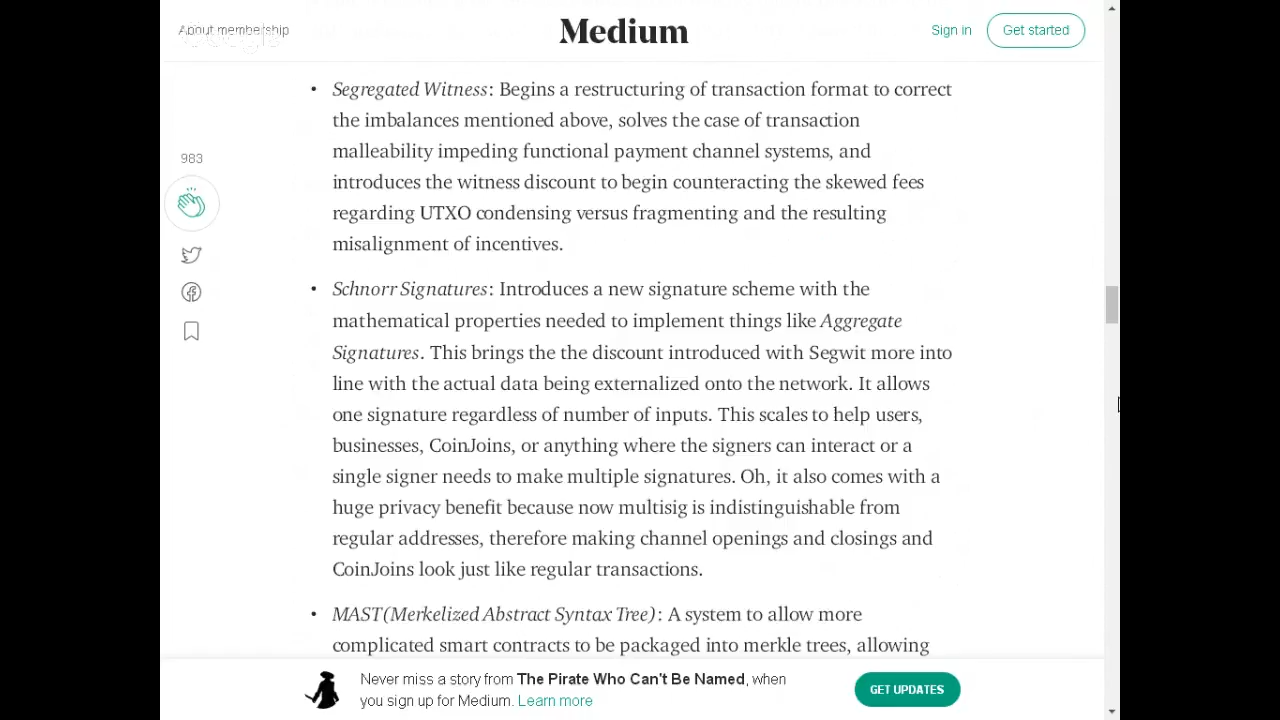 About membership
Medium
Sign in
Get started
983
• Segregated Witness: Begins a restructuring of transaction format to correct
the imbalances mentioned above, solves the case of transaction
malleability impeding functional payment channel systems, and
introduces the witness discount to begin counteracting the skewed fees
regarding UTXO condensing versus fragmenting and the resulting
misalignment of incentives.
• Schnorr Signatures: Introduces a new signature scheme with the
mathematical properties needed to implement things like Aggregate
Signatures. This brings the the discount introduced with Segwit more into
line with the actual data being externalized onto the network. It allows
one signature regardless of number of inputs. This scales to help users,
businesses, CoinJoins, or anything where the signers can interact or a
single signer needs to make multiple signatures. Oh, it also comes with a
huge privacy benefit because now multisig is indistinguishable from
regular addresses, therefore making channel openings and closings and
CoinJoins look just like regular transactions.
• MAST(Merkelized Abstract Syntax Tree): A system to allow more
complicated smart contracts to be packaged into merkle trees, allowing
Never miss a story from The Pirate Who Can't Be Named, when
you sign up for Medium. Learn more
GET UPDATES